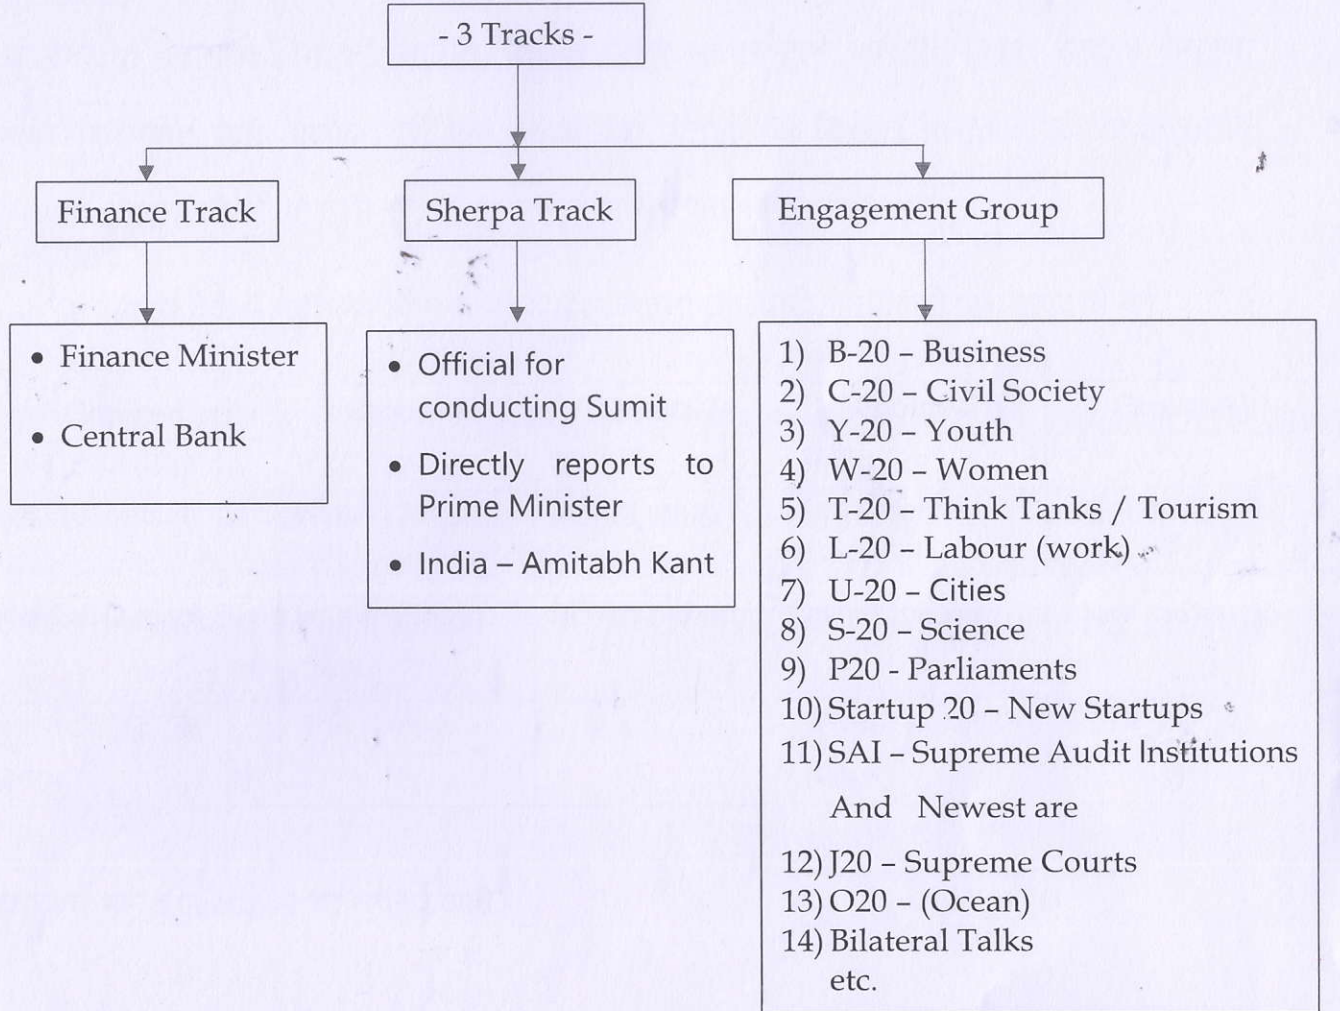 - 3 Tracks -
Finance Track
Sherpa Track
Engagement Group
• Finance Minister
• Central Bank
• Official for
conducting Sumit
• Directly reports to
Prime Minister
• India – Amitabh Kant
1) B-20 – Business
2) C-20 – Civil Society
3) Y-20 – Youth
4) W-20 – Women
5) T-20 – Think Tanks / Tourism
6) L-20 – Labour (work)
7) U-20 – Cities
8) S-20 – Science
9) P20 - Parliaments
10) Startup 20 – New Startups
11) SAI – Supreme Audit Institutions
And Newest are
12) J20 – Supreme Courts
13) O20 – (Ocean)
14) Bilateral Talks
etc.